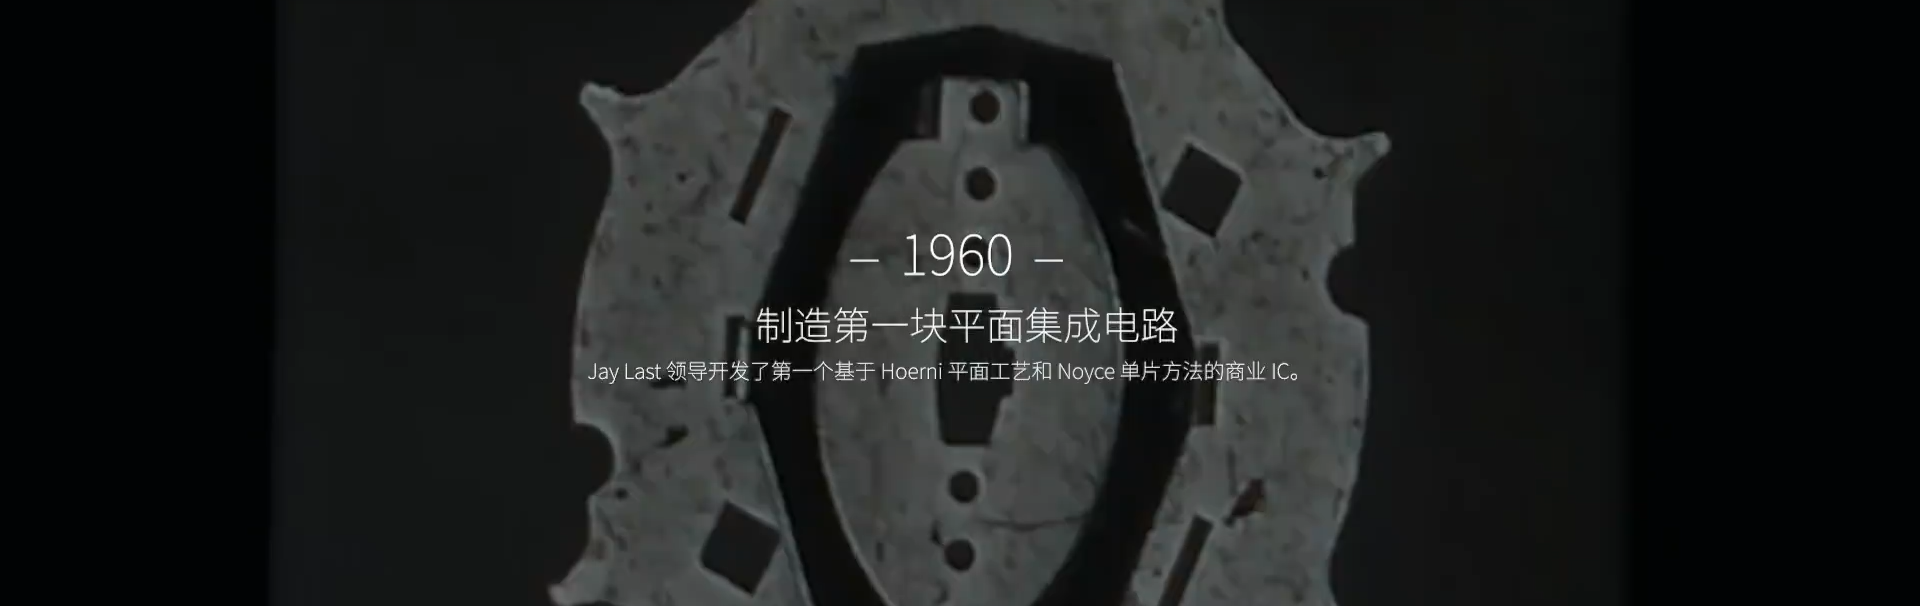 — 1960 —
制造第一块平面集成电路
Jay Last 领导开发了第一个基于 Hoerni 平面工艺和 Noyce 单片方法的商业 IC。